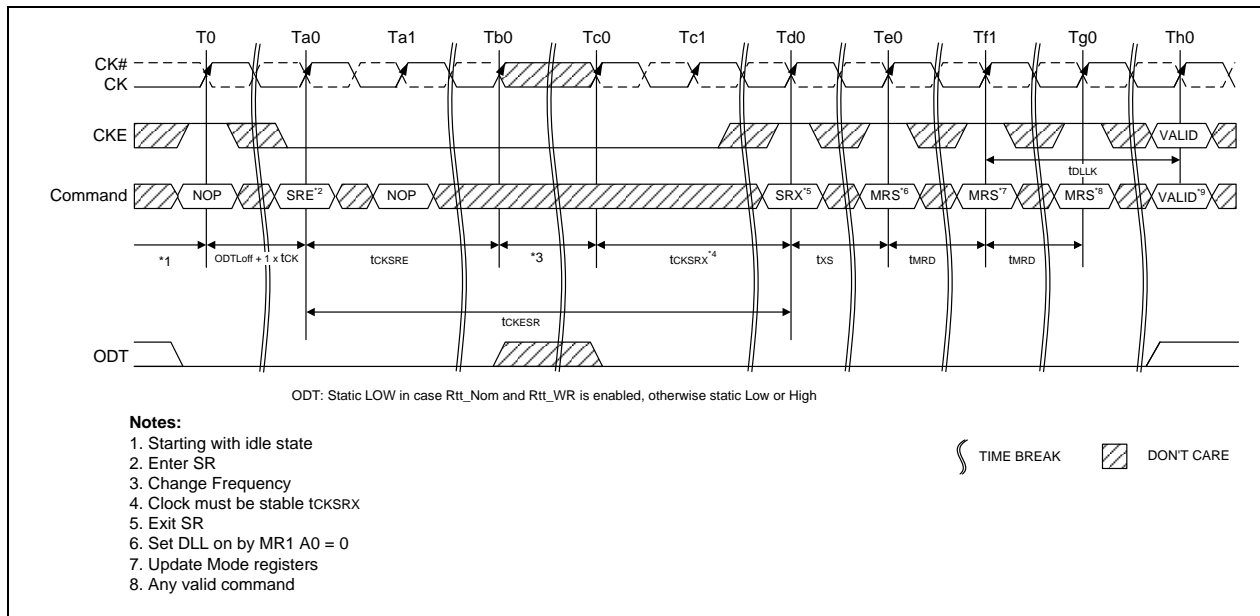 T0 Ta0 Ta1 Tb0 Tc0 Tc1 Td0 Te0 Tf1 Tg0 Th0
CK#
CK
CKE VALID
tDLLK
Command NOP SRE*2 NOP SRX*5 MRS*6 MRS*7 MRS*8 VALID*9
*1 ODTLoff + 1 x tCK tCKSRE *3 tCKSRX*4 tXS tMRD tMRD
tCKESR
ODT
ODT: Static LOW in case Rtt_Nom and Rtt_WR is enabled, otherwise static Low or High
Notes:
1. Starting with idle state
2. Enter SR
3. Change Frequency
4. Clock must be stable tCKSRX
5. Exit SR
6. Set DLL on by MR1 A0 = 0
7. Update Mode registers
8. Any valid command
TIME BREAK DON'T CARE